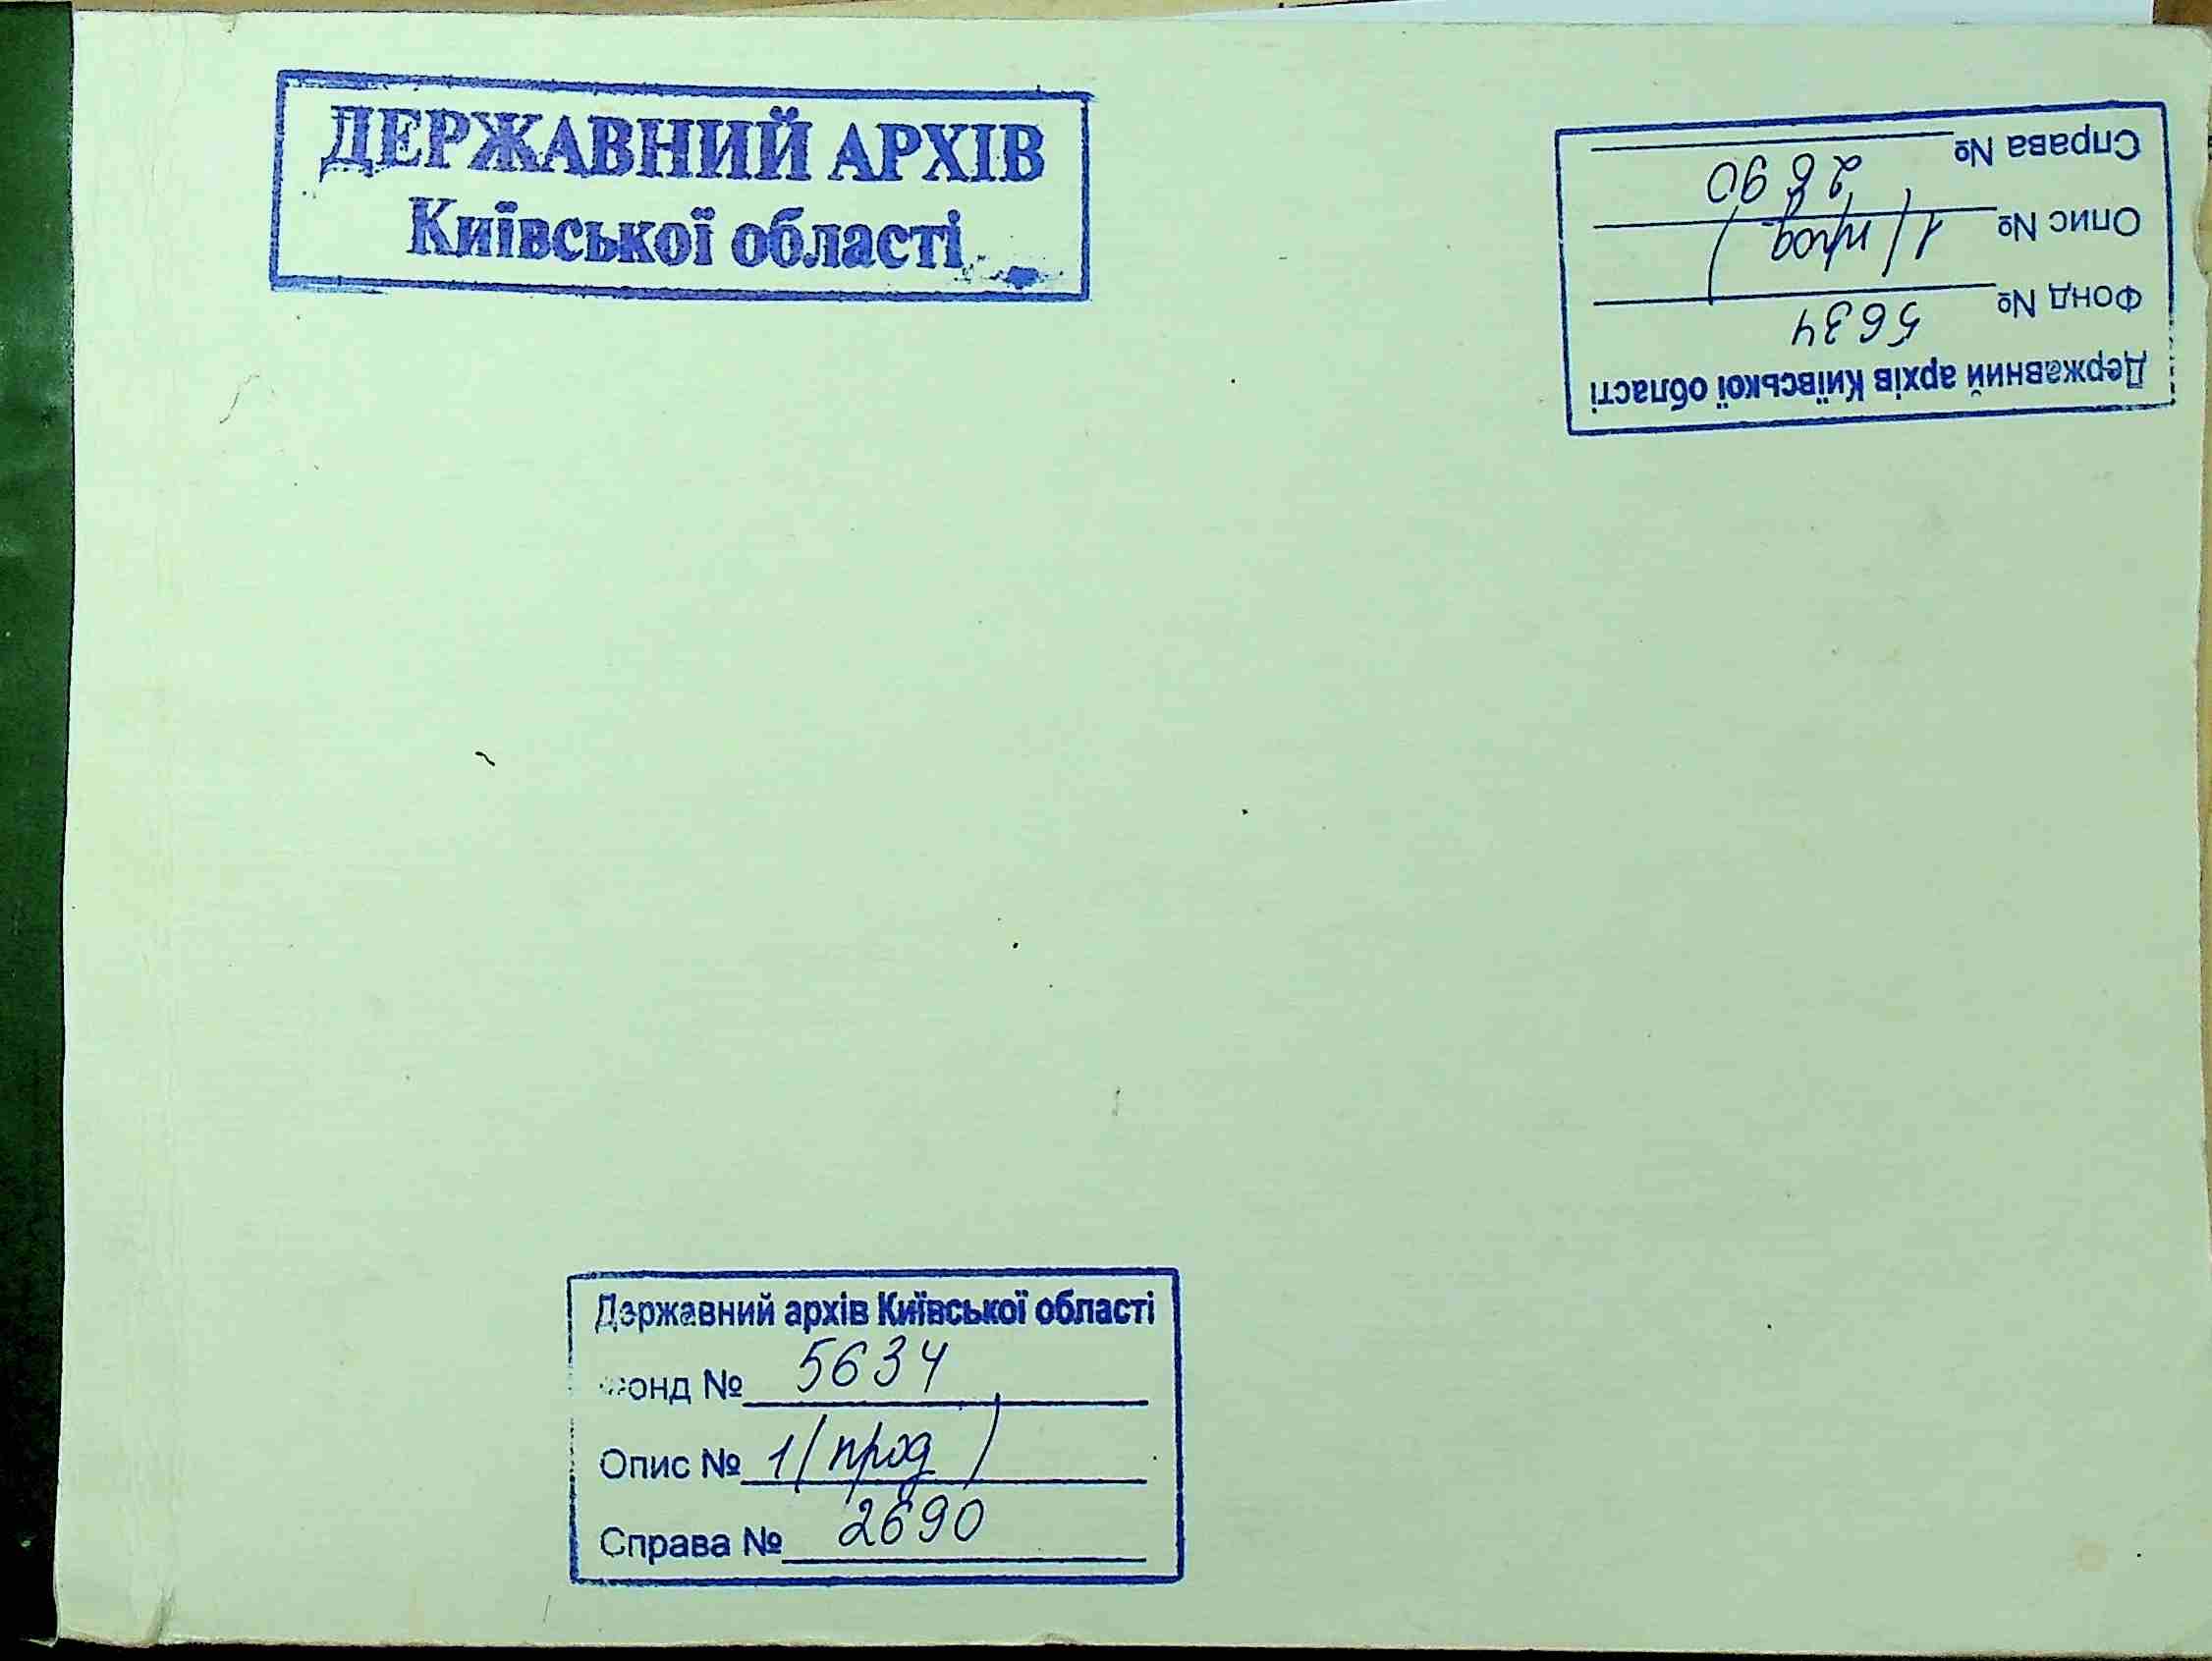 ДЕРЖАВНИЙ АРХІВ
Київської області
Державний архів Київської області
Фонд № 5634
Опис № 1/прод/
Справа № 2690
Державний архів Київської області
Фонд № 5634
Опис № 1/прод/
Справа № 2690